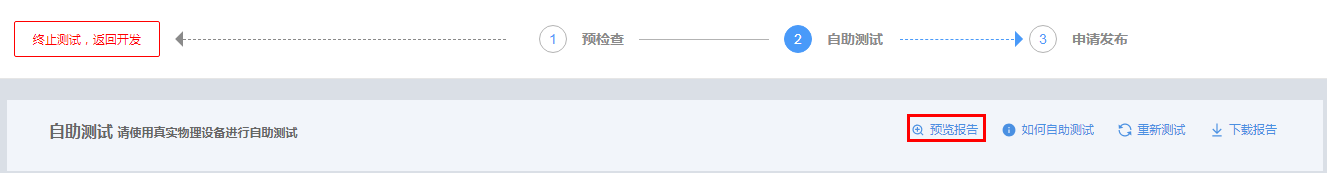 终止测试，返回开发
1 预检查
2 自助测试
3 申请发布
自助测试 请使用真实物理设备进行自助测试
预览报告 如何自助测试 重新测试 下载报告